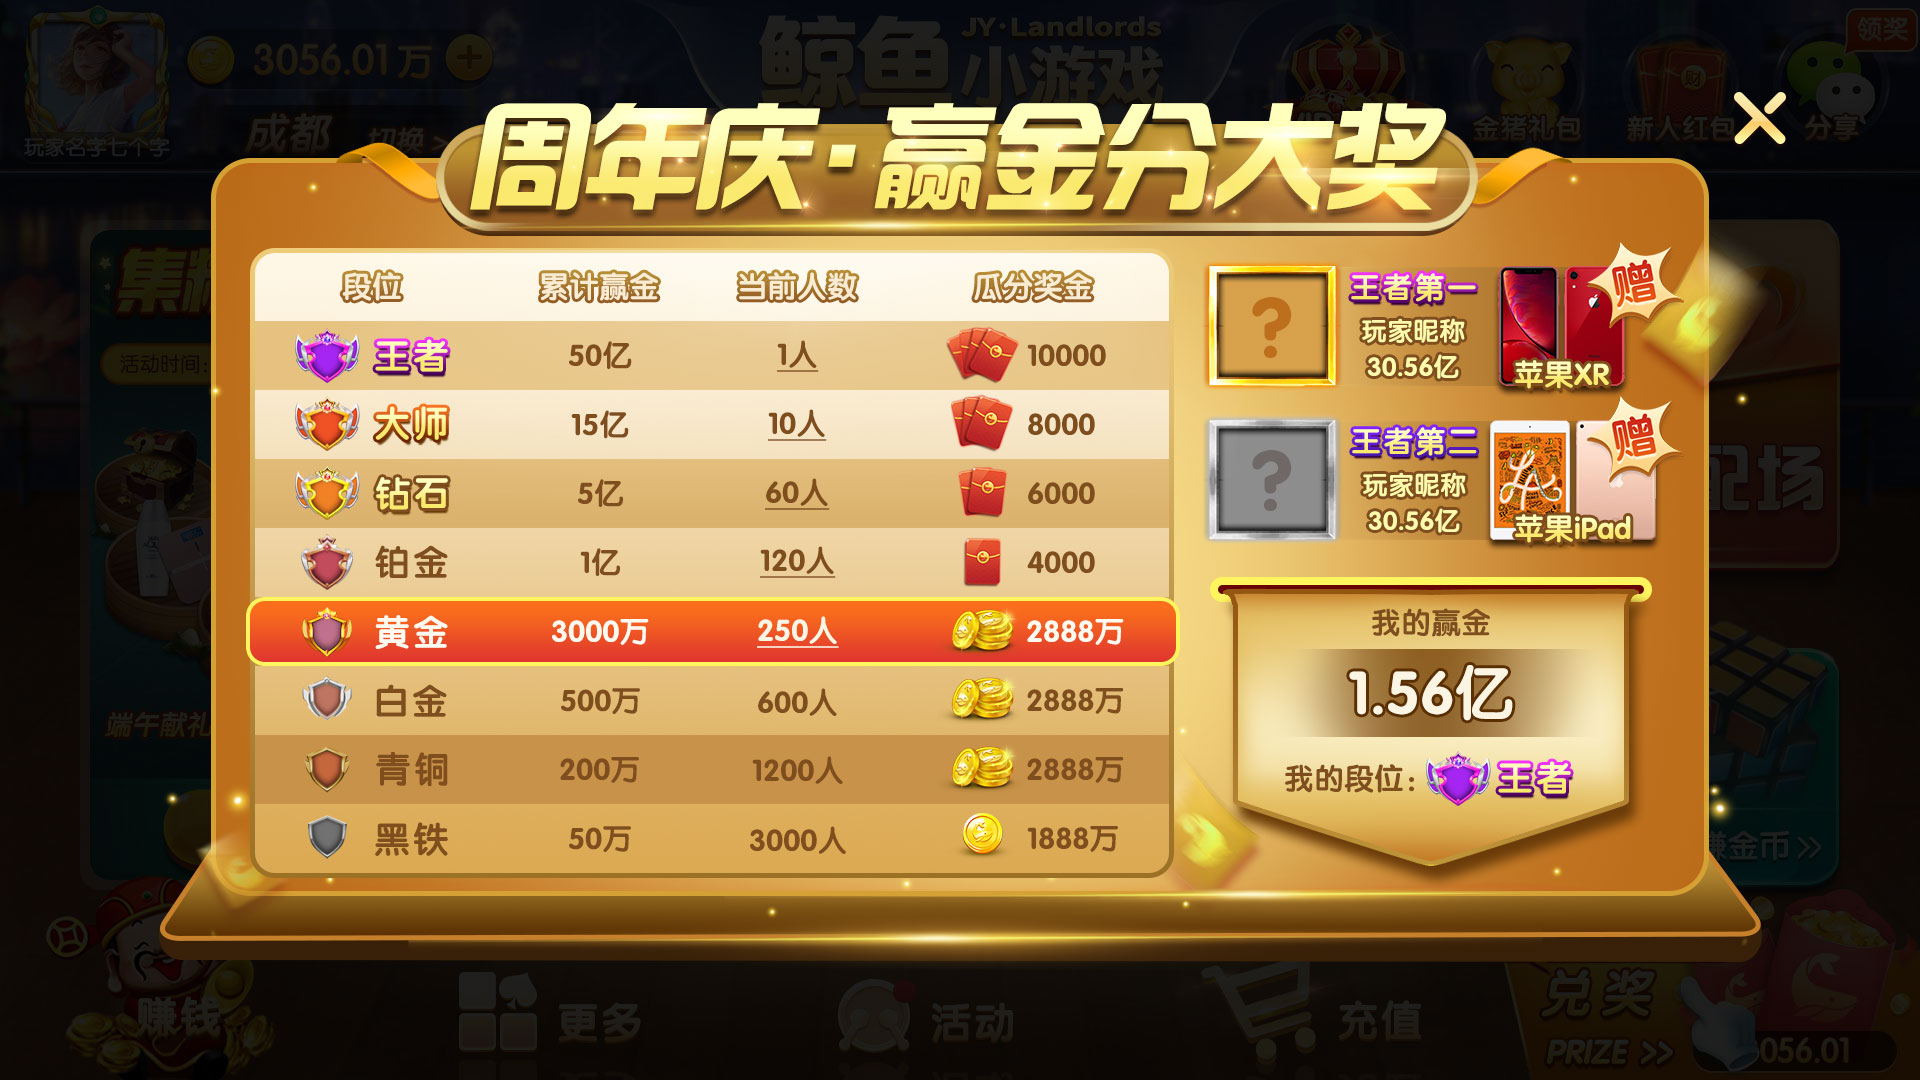 3056.01万
鲸鱼
JY·Landlords
小游戏
领奖
玩家名字七个字
成都
切换 >
金猪礼包
新人红包
分享
周年庆·赢金分大奖
活动时间:
段位 累计赢金 当前人数 瓜分奖金
王者 50亿 1人 10000
大师 15亿 10人 8000
钻石 5亿 60人 6000
铂金 1亿 120人 4000
黄金 3000万 250人 2888万
白金 500万 600人 2888万
青铜 200万 1200人 2888万
黑铁 50万 3000人 1888万
?
王者第一
玩家昵称
30.56亿
赠
苹果XR
?
王者第二
玩家昵称
30.56亿
赠
苹果iPad
我的赢金
1.56亿
我的段位:
王者
配场
端午献礼
赚金币 >>
赚钱
更多
活动
充值
兑奖
PRIZE >>
056.01